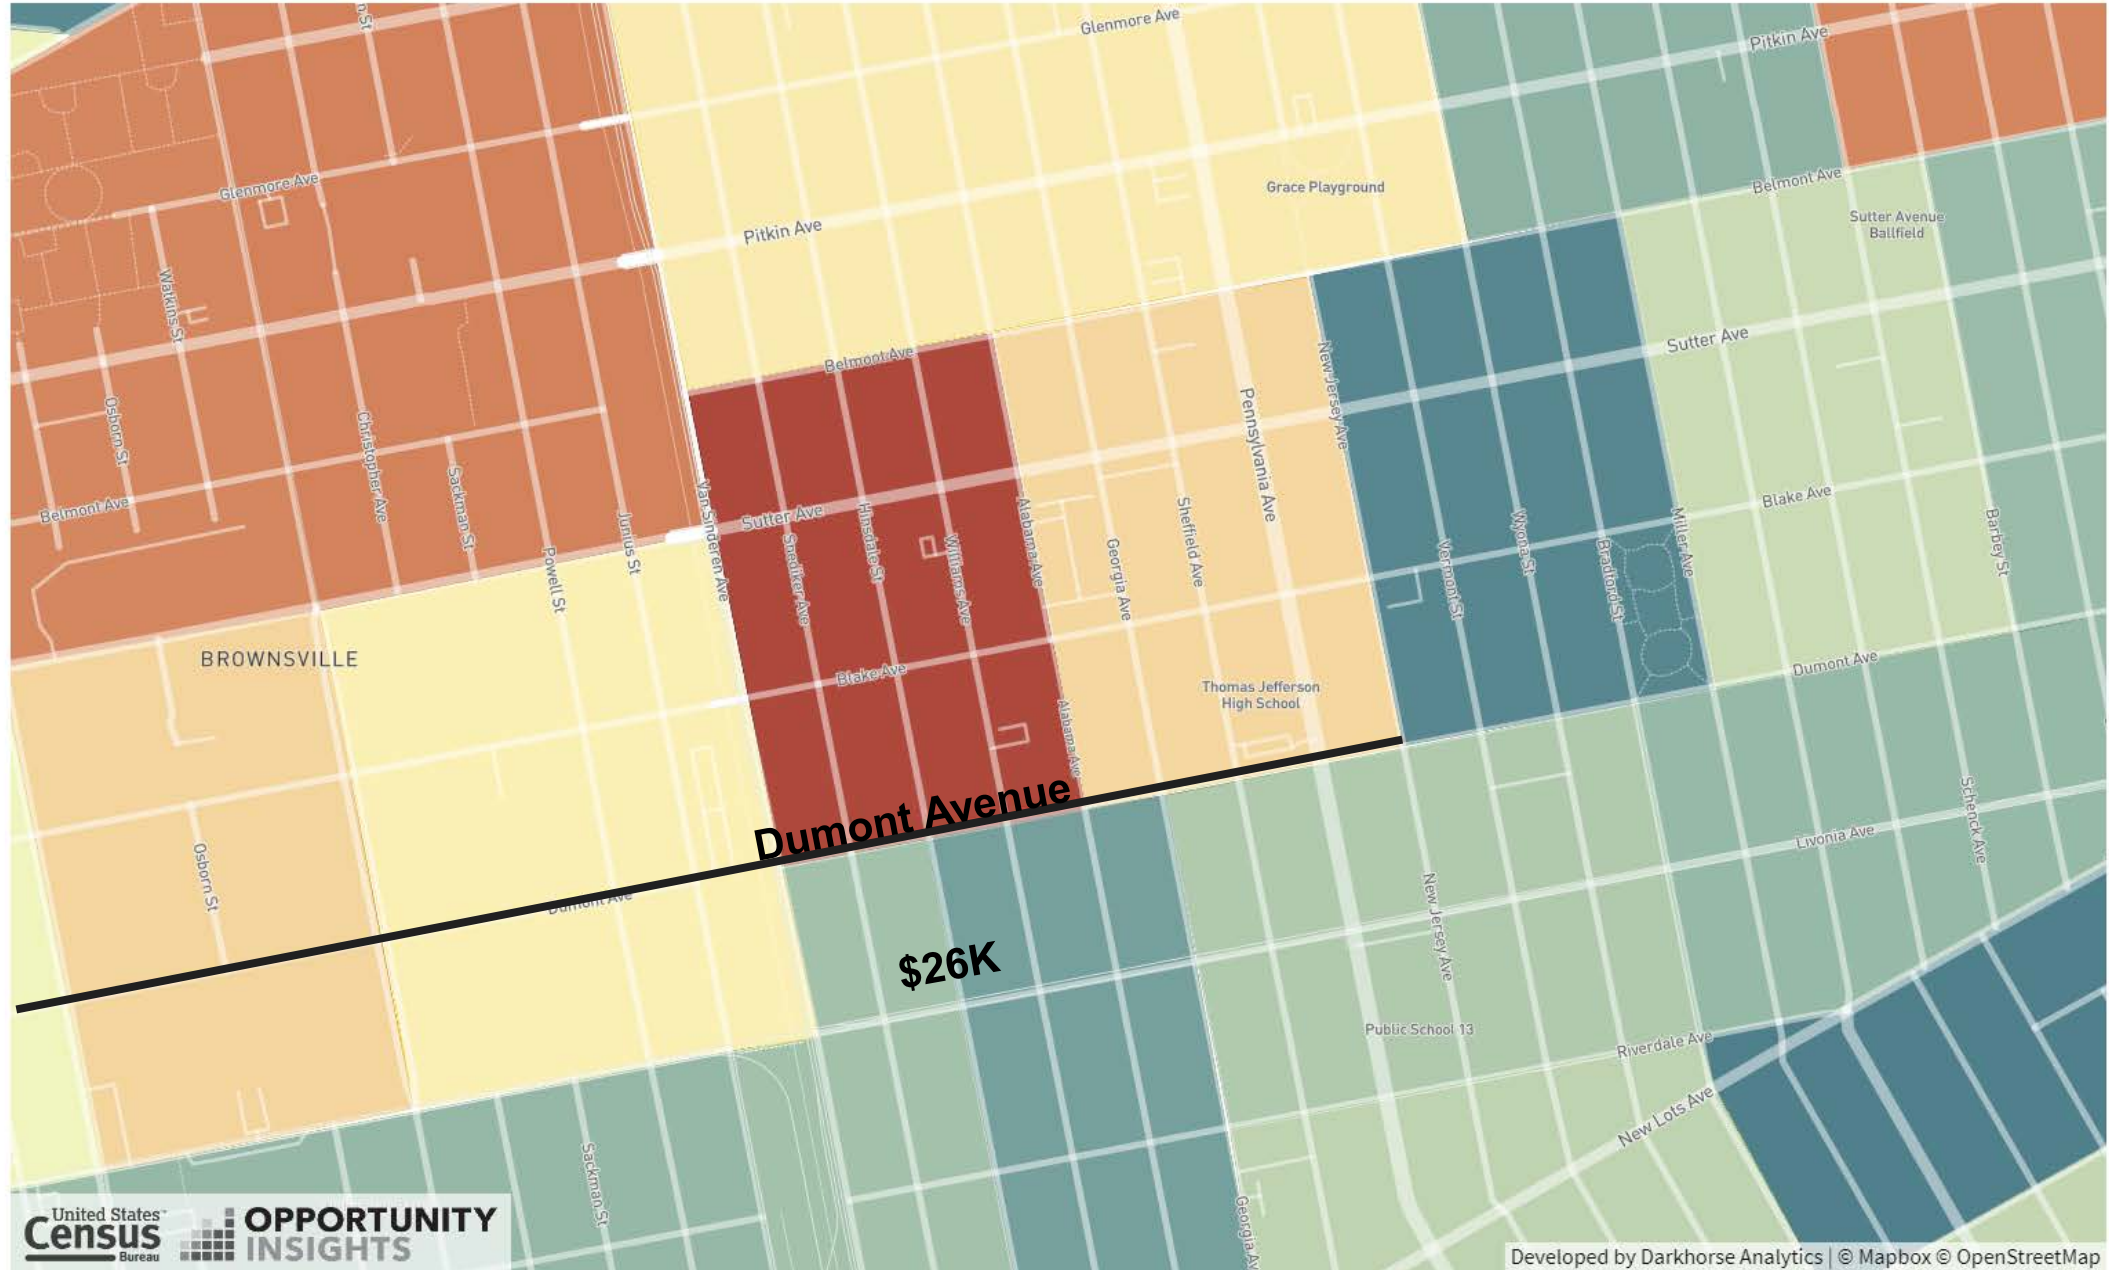 n St
Glenmore Ave
Pitkin Ave
Glenmore Ave
Grace Playground
Belmont Ave
Sutter Avenue
Ballfield
Pitkin Ave
Watkins St
Belmont Ave
Sutter Ave
New Jersey Ave
Pennsylvania Ave
Osborn St
Christopher Ave
Sackman St
Belmont Ave
Junius St
Powell St
Van Sinderen Ave
Sutter Ave
Snediker Ave
Hinsdale St
Williams Ave
Alabama Ave
Georgia Ave
Sheffield Ave
Vermont St
Wyona St
Bradford St
Miller Ave
Blake Ave
Barbey St
BROWNSVILLE
Blake Ave
Thomas Jefferson
High School
Dumont Ave
Alabama Ave
Dumont Avenue
Osborn St
Dumont Ave
Schenck Ave
Livonia Ave
New Jersey Ave
$26K
Public School 13
Riverdale Ave
New Lots Ave
Sackman St
Georgia Av
United States
Census
Bureau
OPPORTUNITY
INSIGHTS
Developed by Darkhorse Analytics | © Mapbox © OpenStreetMap